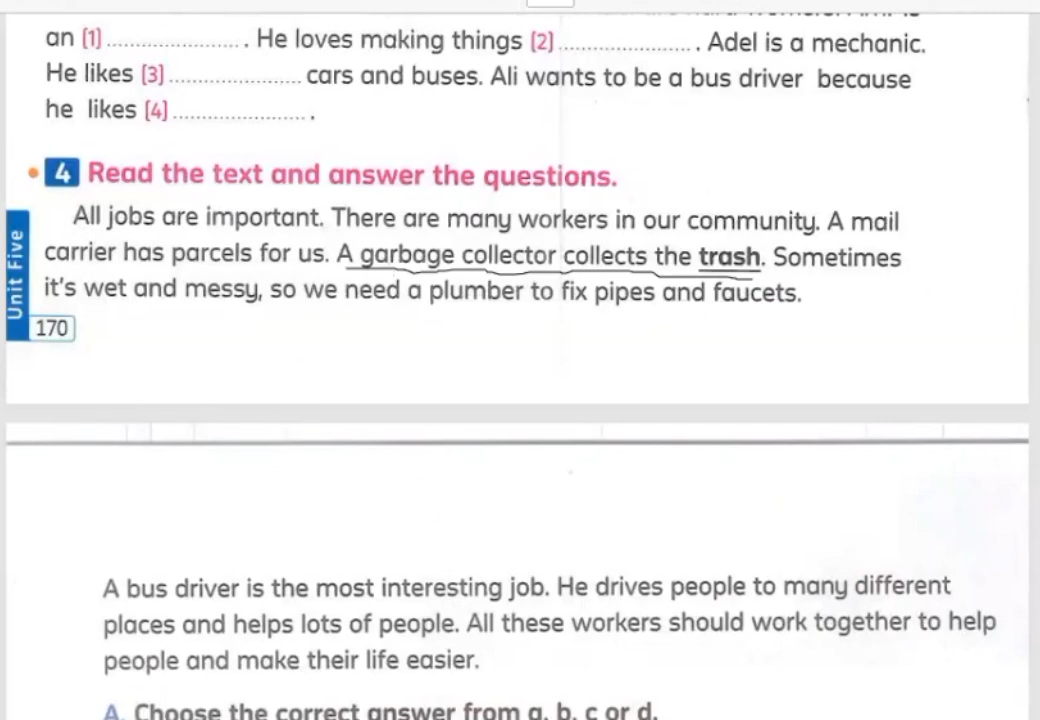 an (1) ...................... . He loves making things (2) ...................... . Adel is a mechanic.
He likes (3) ...................... cars and buses. Ali wants to be a bus driver because
he likes (4) ...................... .
4 Read the text and answer the questions.
All jobs are important. There are many workers in our community. A mail
carrier has parcels for us. A garbage collector collects the trash. Sometimes
it's wet and messy, so we need a plumber to fix pipes and faucets.
Unit Five
170
A bus driver is the most interesting job. He drives people to many different
places and helps lots of people. All these workers should work together to help
people and make their life easier.
A. Choose the correct answer from a, b, c or d.